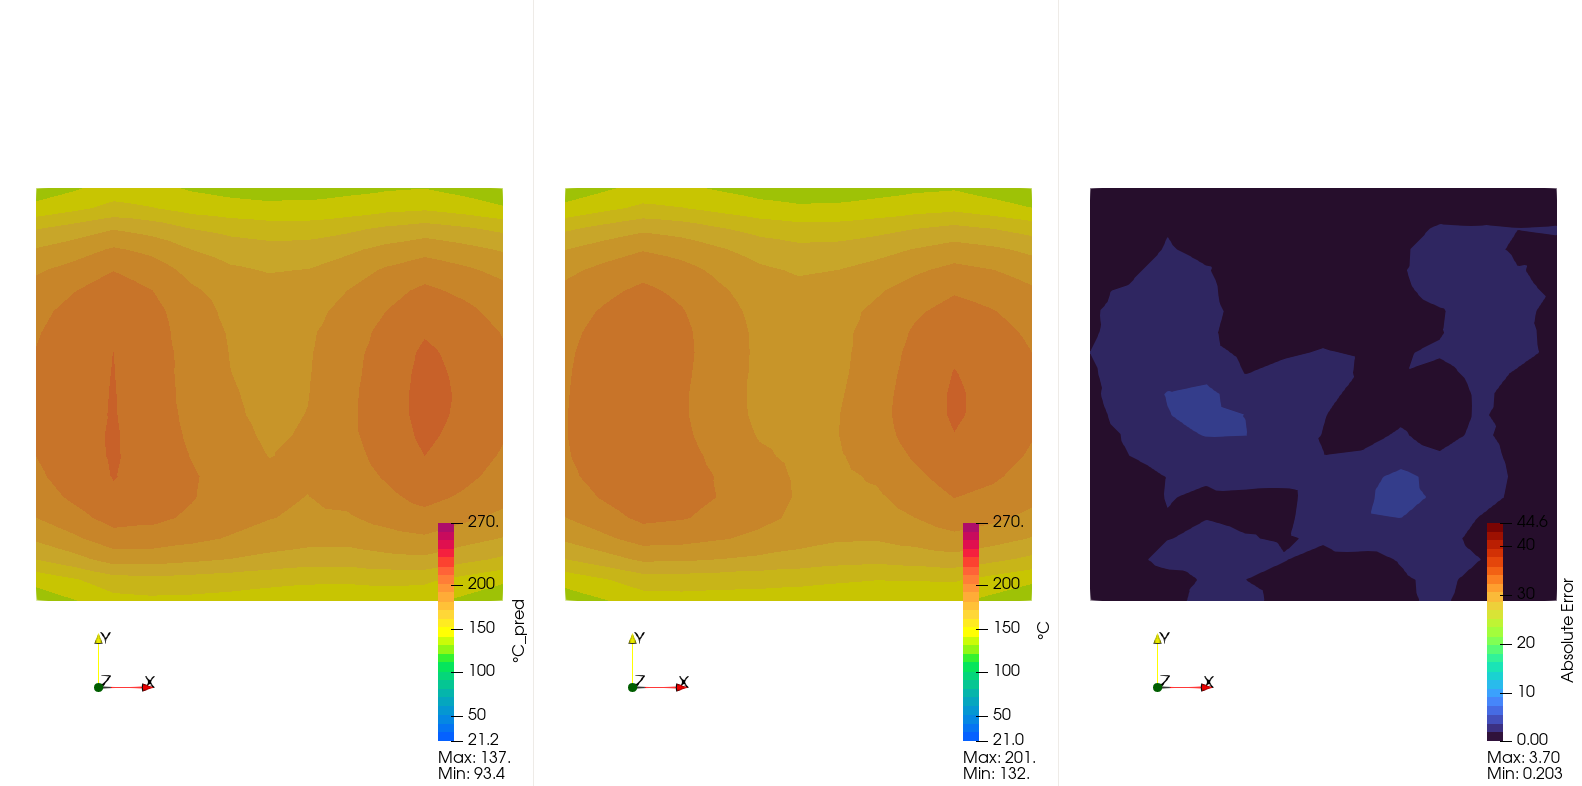 270.
200
150
100
50
21.2
°C_pred
Max: 137.
Min: 93.4
Y
Z
X
270.
200
150
100
50
21.0
°C
Max: 201.
Min: 132.
Y
Z
X
44.6
40
30
20
10
0.00
Absolute Error
Max: 3.70
Min: 0.203
Y
Z
X